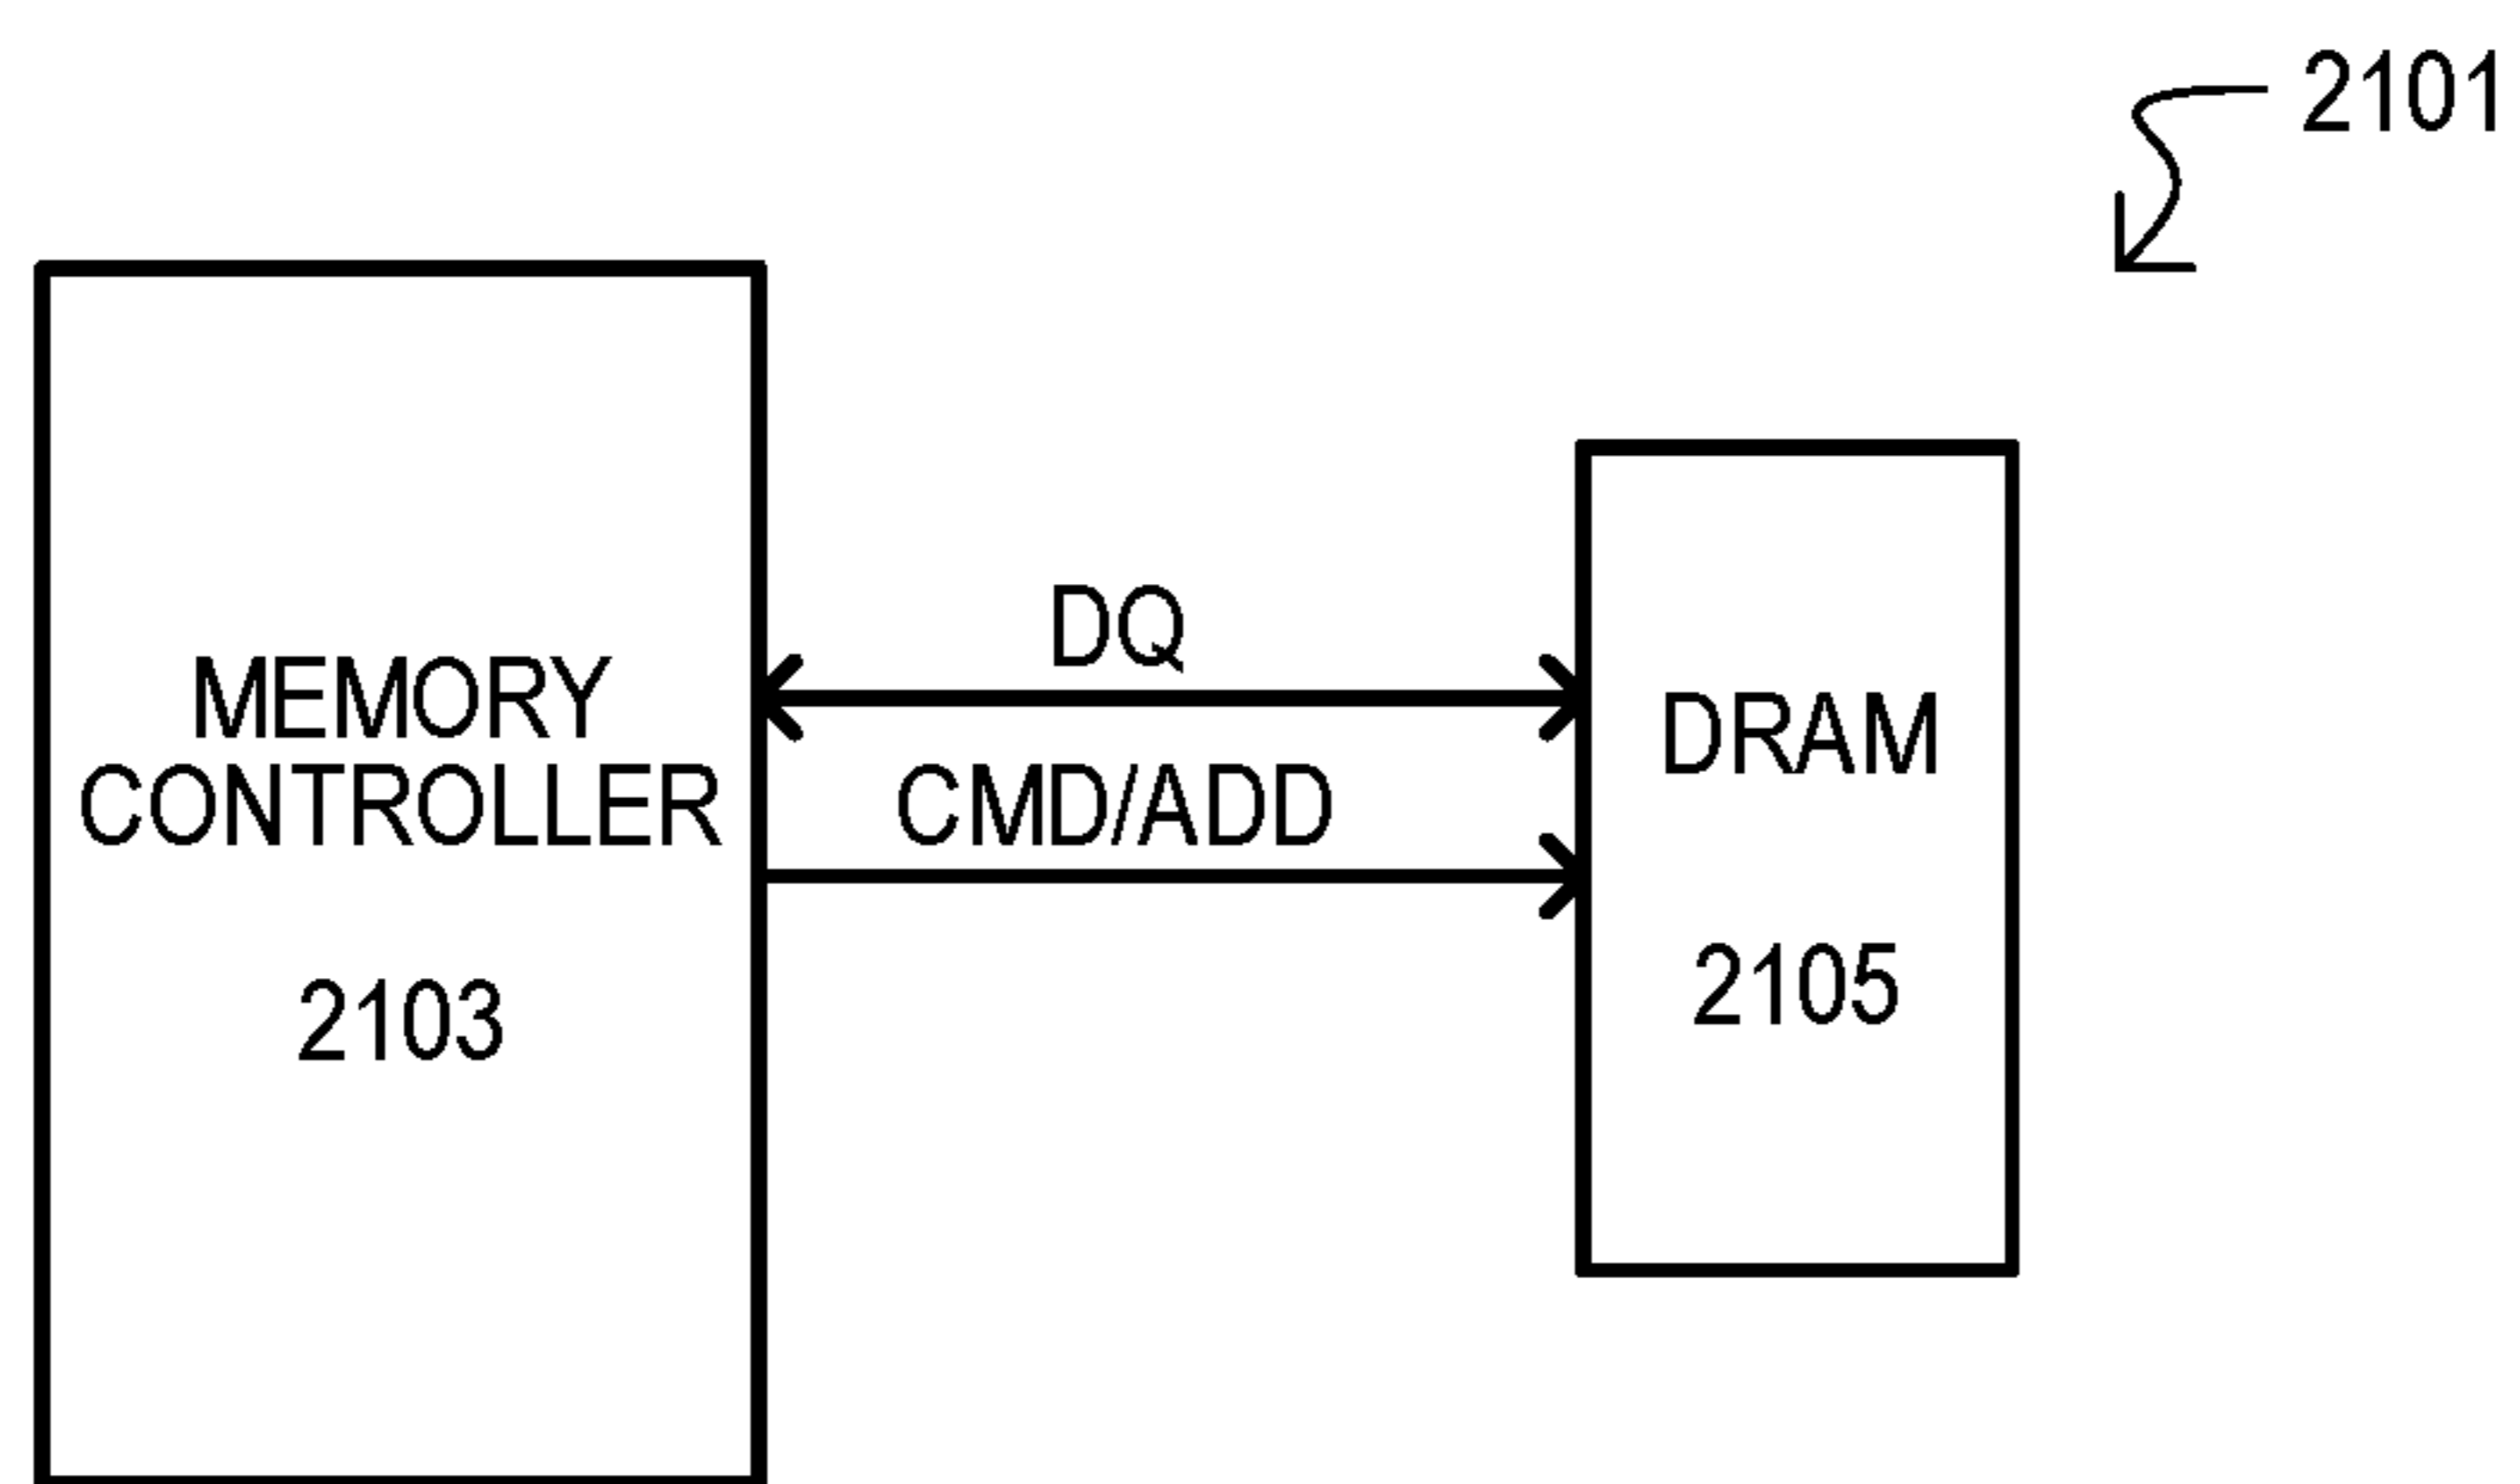 2101
MEMORY
CONTROLLER
2103
DQ
CMD/ADD
DRAM
2105